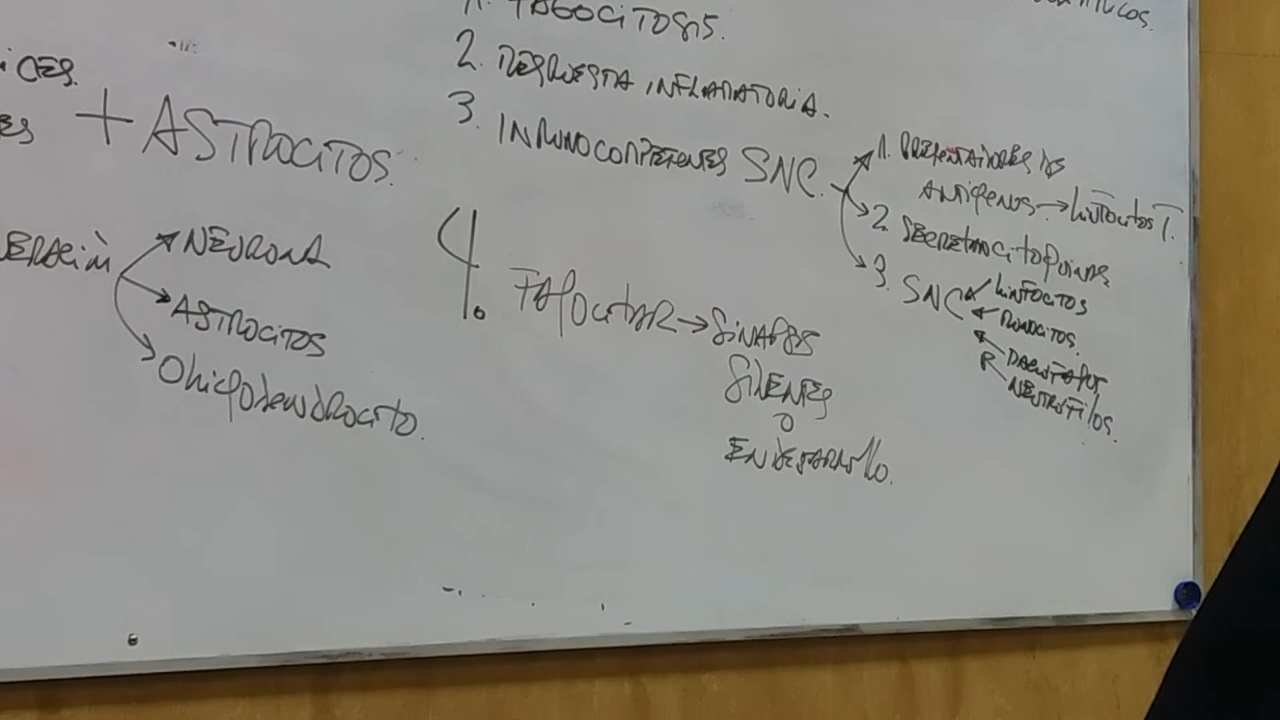 1. FAGOCITOSIS.
2. RESPUESTA INFLAMATORIA.
3. INMUNOCOMPETENTES SNC.
1. PRESENTADORES DE
ANTIGENOS → LINFOCITOS T.
2. SECRETAN CITOQUINAS
3. SNC
LINFOCITOS
MONOCITOS.
NEUTROFILOS.
4. FAGOCITAR → SINAPSIS
SILENTES
O
EN DESARROLLO.
+ ASTROCITOS.
NEURONA
ASTROCITOS
OLIGODENDROCITO.